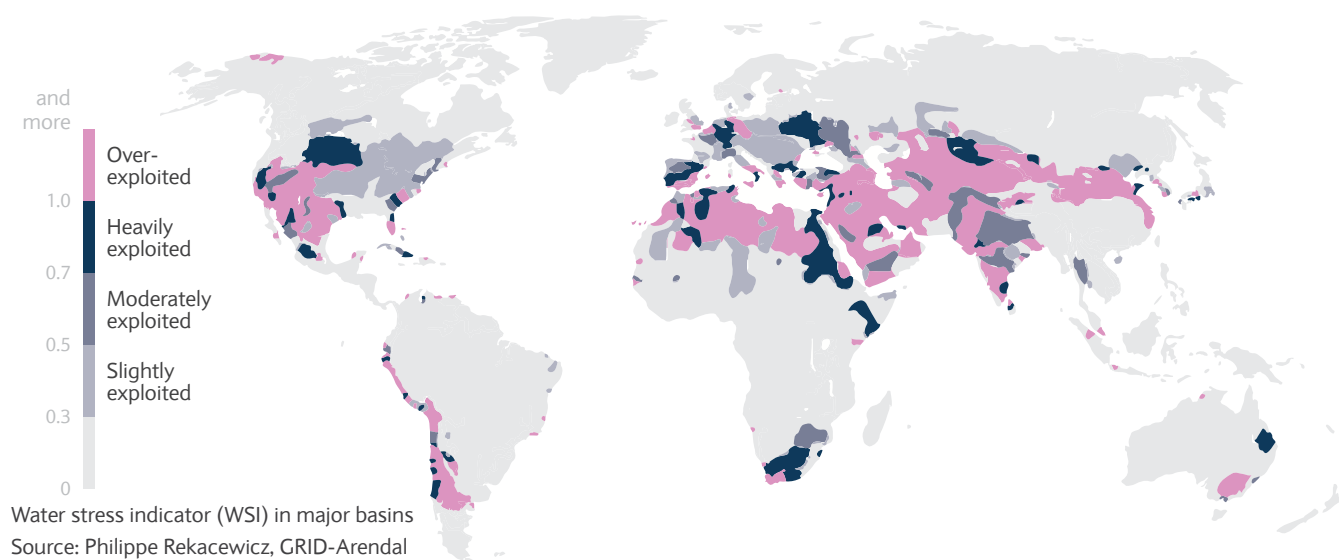 and
more
Over-
exploited
1.0
Heavily
exploited
0.7
Moderately
exploited
0.5
Slightly
exploited
0.3
0
Water stress indicator (WSI) in major basins
Source: Philippe Rekacewicz, GRID-Arendal